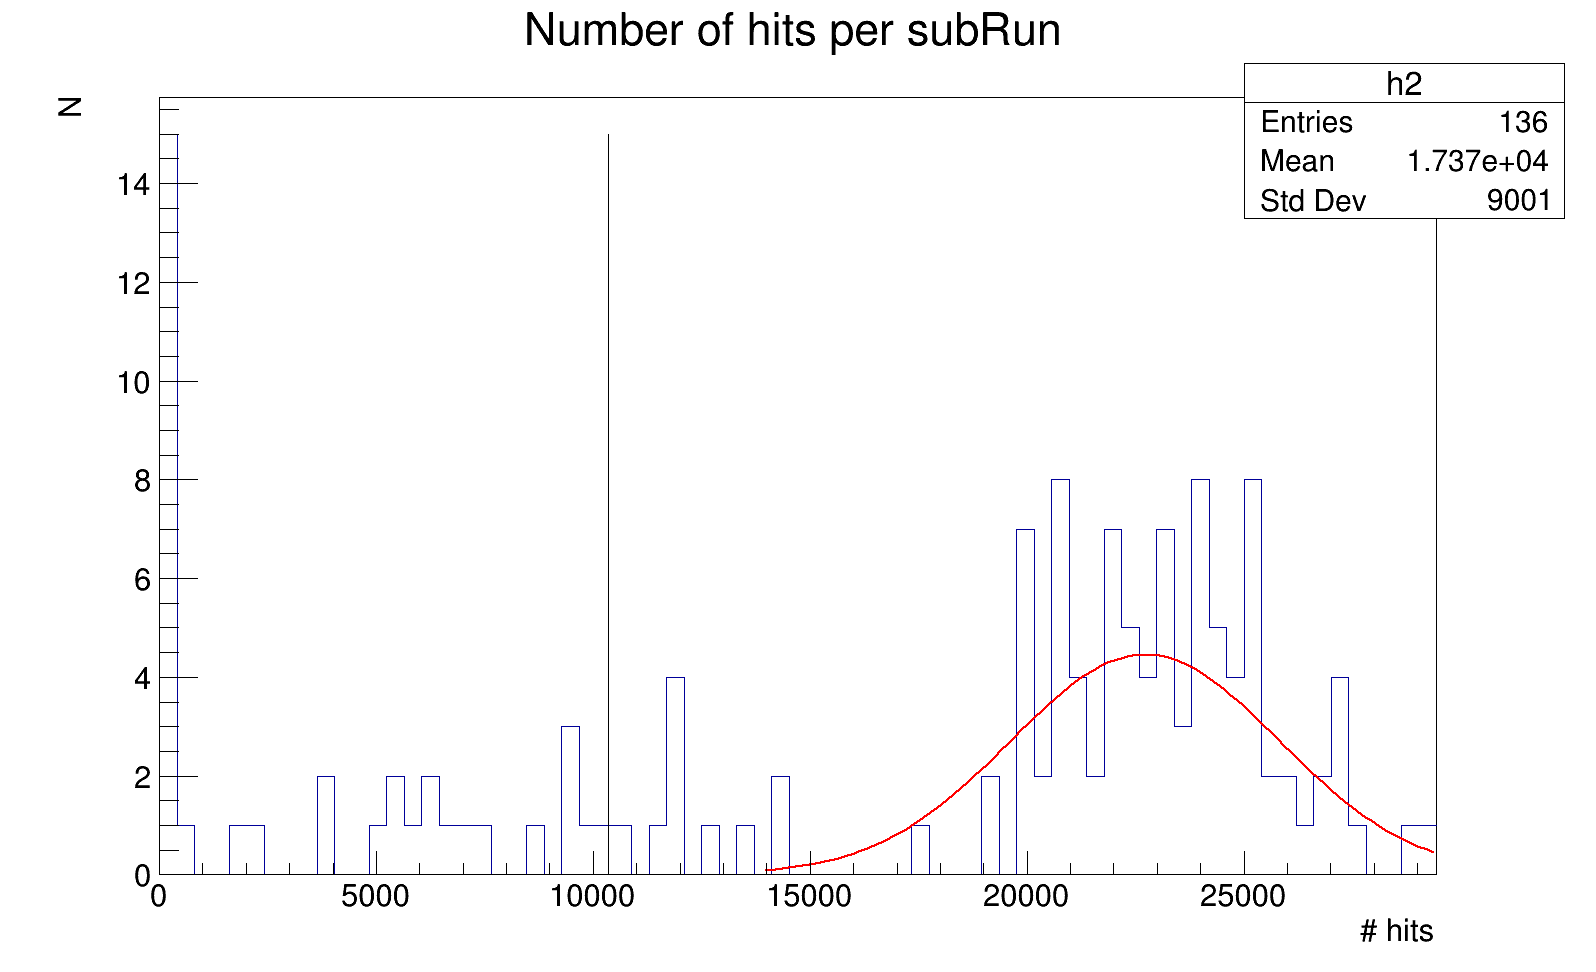 Number of hits per subRun
N
h2
Entries 136
Mean 1.737e+04
Std Dev 9001
14
12
10
8
6
4
2
0
0 5000 10000 15000 20000 25000
# hits